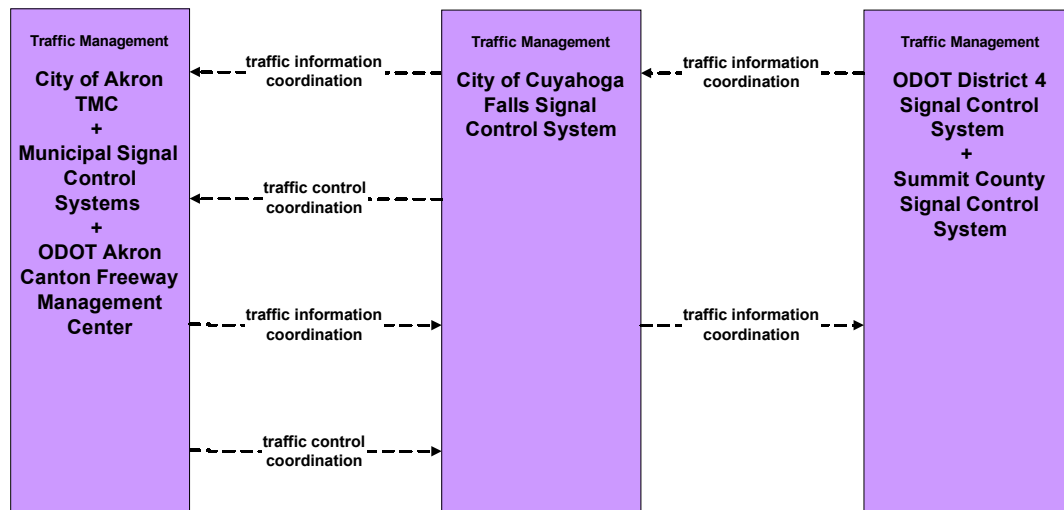 Traffic Management
City of Akron
TMC
+
Municipal Signal
Control
Systems
+
ODOT Akron
Canton Freeway
Management
Center
traffic information
coordination
traffic control
coordination
traffic information
coordination
traffic control
coordination
Traffic Management
City of Cuyahoga
Falls Signal
Control System
traffic information
coordination
traffic information
coordination
Traffic Management
ODOT District 4
Signal Control
System
+
Summit County
Signal Control
System